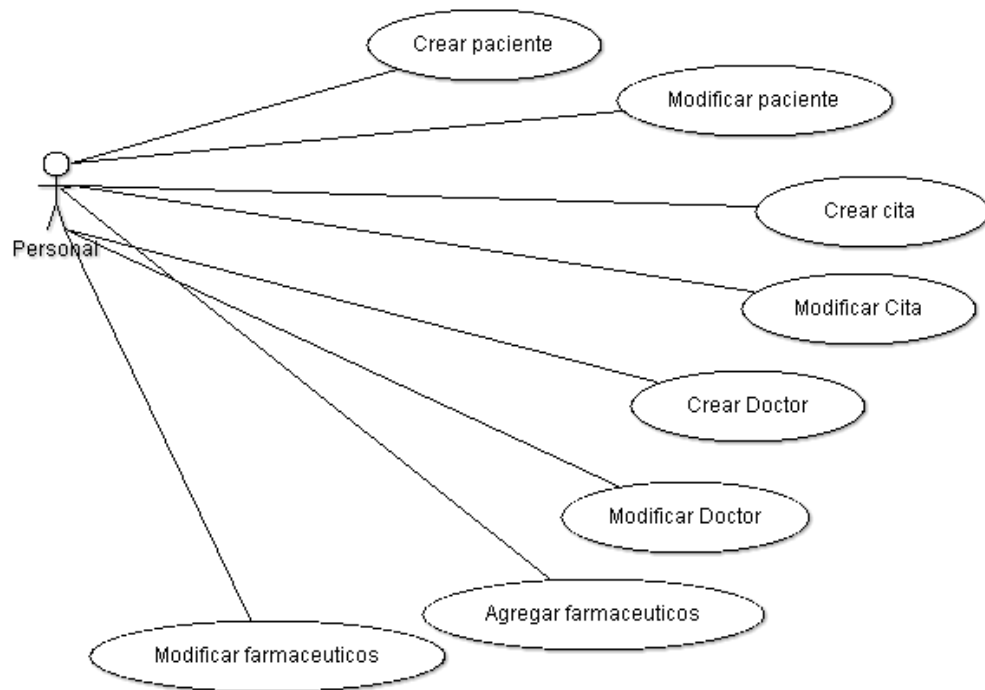 Crear paciente
Modificar paciente
Crear cita
Personal
Modificar Cita
Crear Doctor
Modificar Doctor
Agregar farmaceuticos
Modificar farmaceuticos